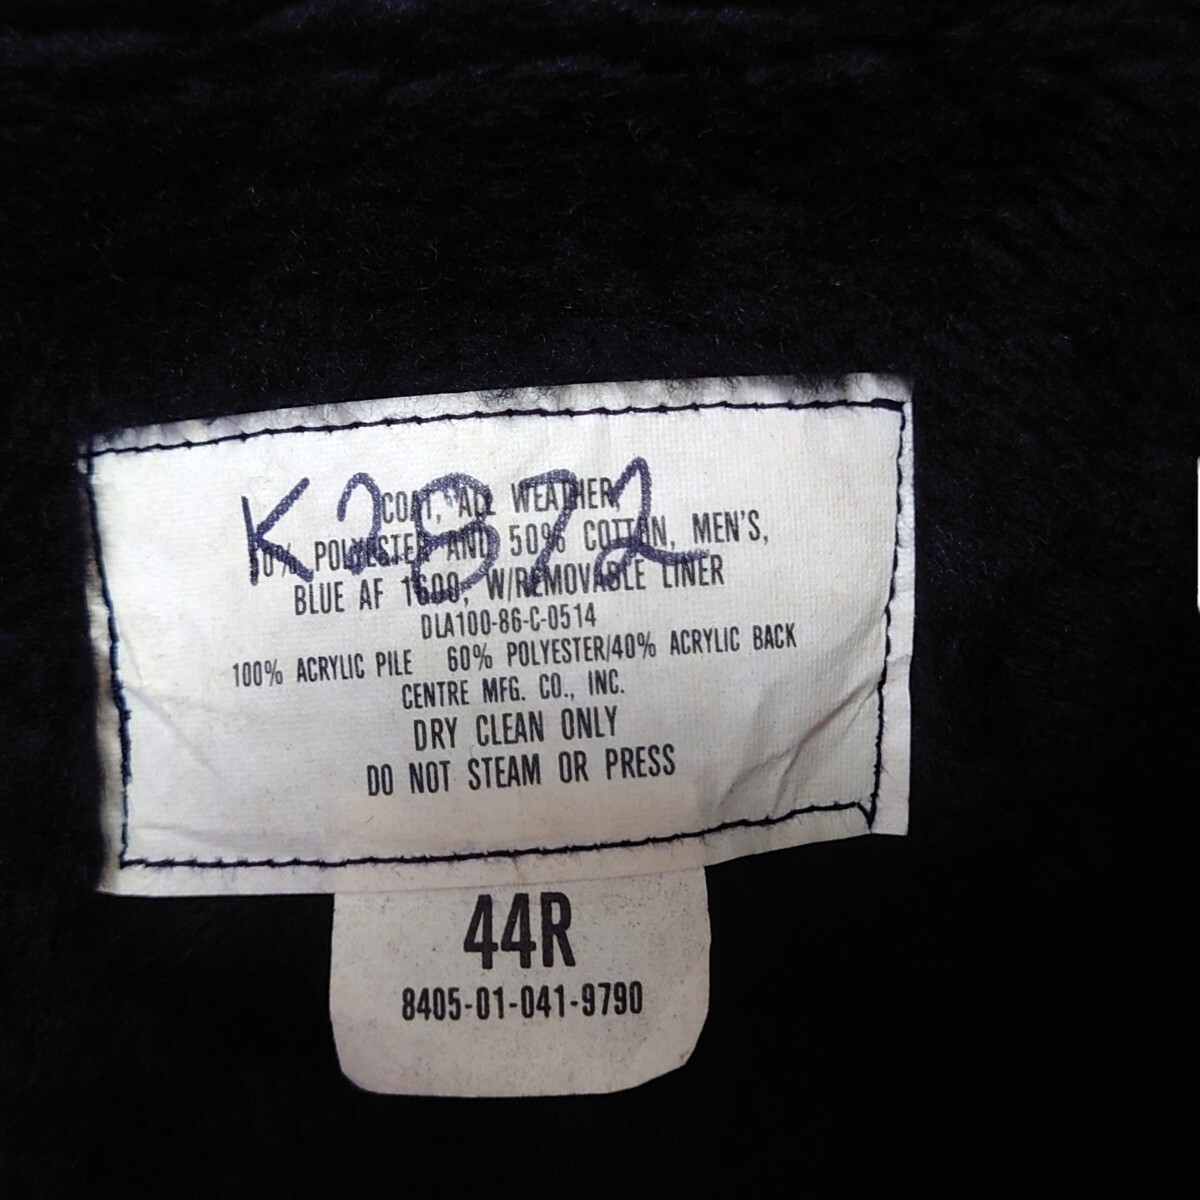 K2872
COAT, ALL WEATHER,
50% POLYESTER AND 50% COTTON, MEN'S,
BLUE AF 1600, W/REMOVABLE LINER
DLA100-86-C-0514
100% ACRYLIC PILE 60% POLYESTER/40% ACRYLIC BACK
CENTRE MFG. CO., INC.
DRY CLEAN ONLY
DO NOT STEAM OR PRESS
44R
8405-01-041-9790